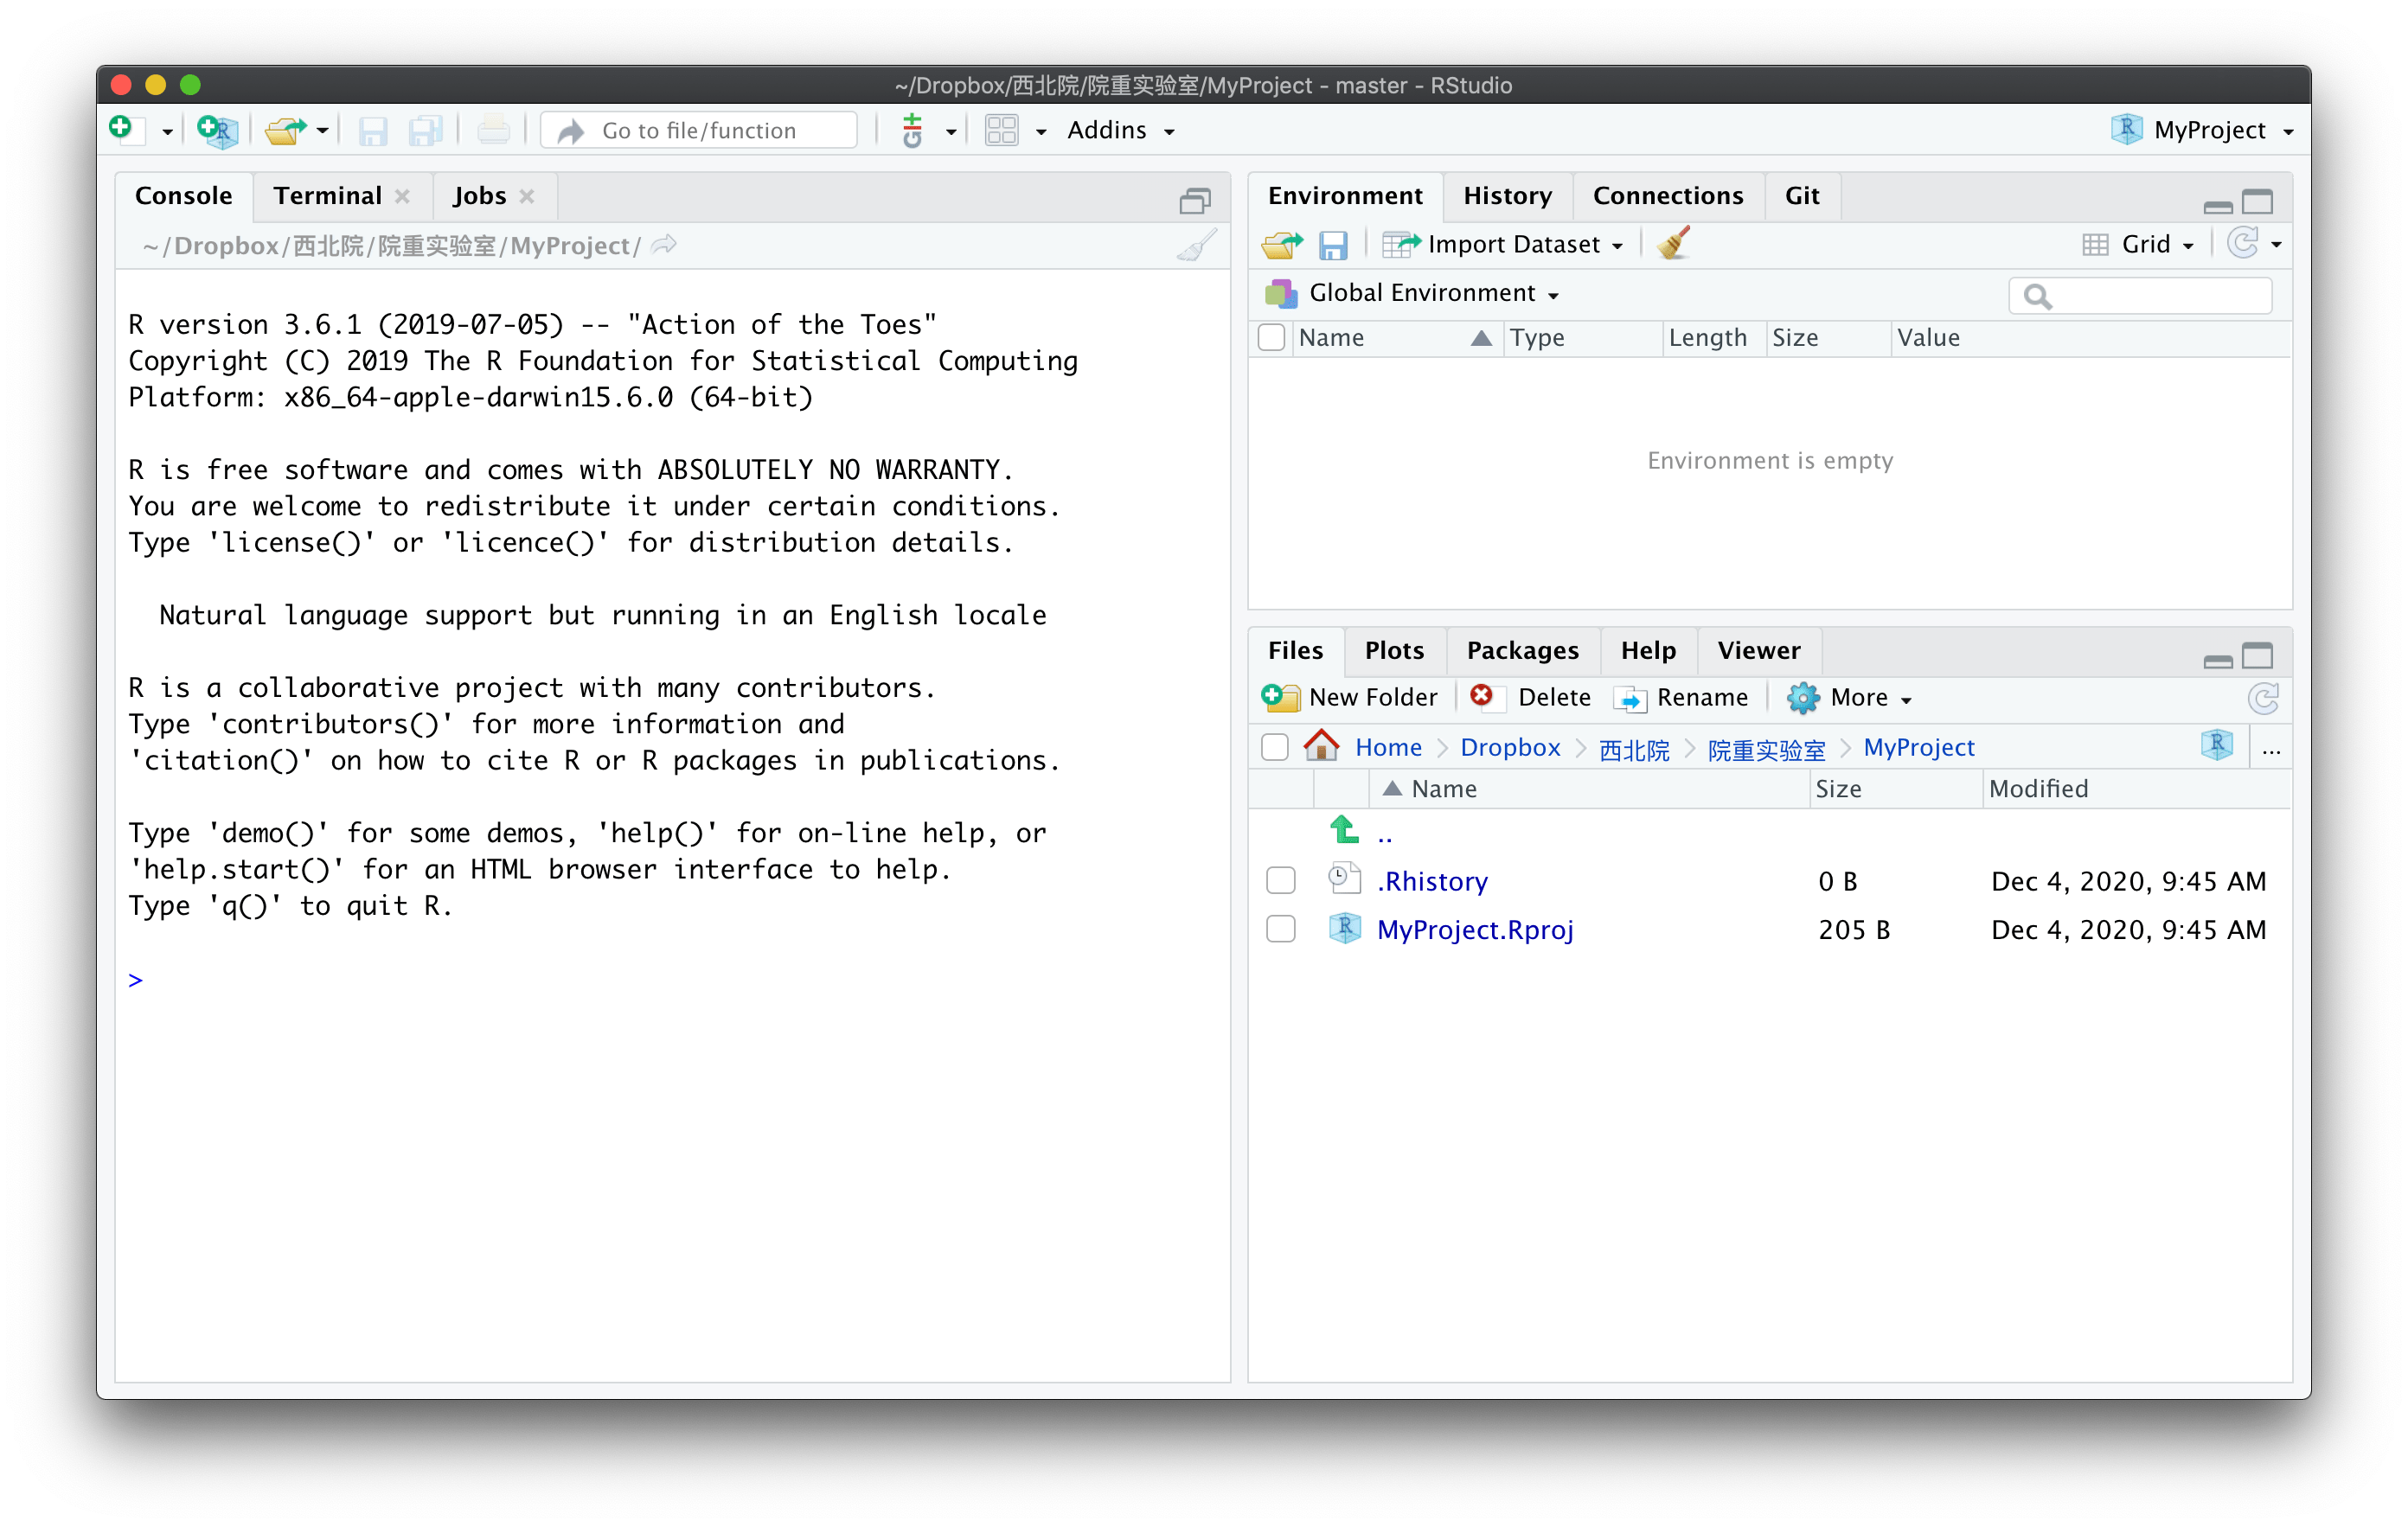 ~/Dropbox/西北院/院重实验室/MyProject - master - RStudio
Go to file/function
Addins
MyProject
Console
Terminal
Jobs
~/Dropbox/西北院/院重实验室/MyProject/
R version 3.6.1 (2019-07-05) -- "Action of the Toes"
Copyright (C) 2019 The R Foundation for Statistical Computing
Platform: x86_64-apple-darwin15.6.0 (64-bit)
R is free software and comes with ABSOLUTELY NO WARRANTY.
You are welcome to redistribute it under certain conditions.
Type 'license()' or 'licence()' for distribution details.
Natural language support but running in an English locale
R is a collaborative project with many contributors.
Type 'contributors()' for more information and
'citation()' on how to cite R or R packages in publications.
Type 'demo()' for some demos, 'help()' for on-line help, or
'help.start()' for an HTML browser interface to help.
Type 'q()' to quit R.
>
Environment History Connections Git
Import Dataset
Grid
Global Environment
Name Type Length Size Value
Environment is empty
Files Plots Packages Help Viewer
New Folder Delete Rename More
Home Dropbox 西北院 院重实验室 MyProject ...
Name Size Modified
..
.Rhistory 0 B Dec 4, 2020, 9:45 AM
MyProject.Rproj 205 B Dec 4, 2020, 9:45 AM